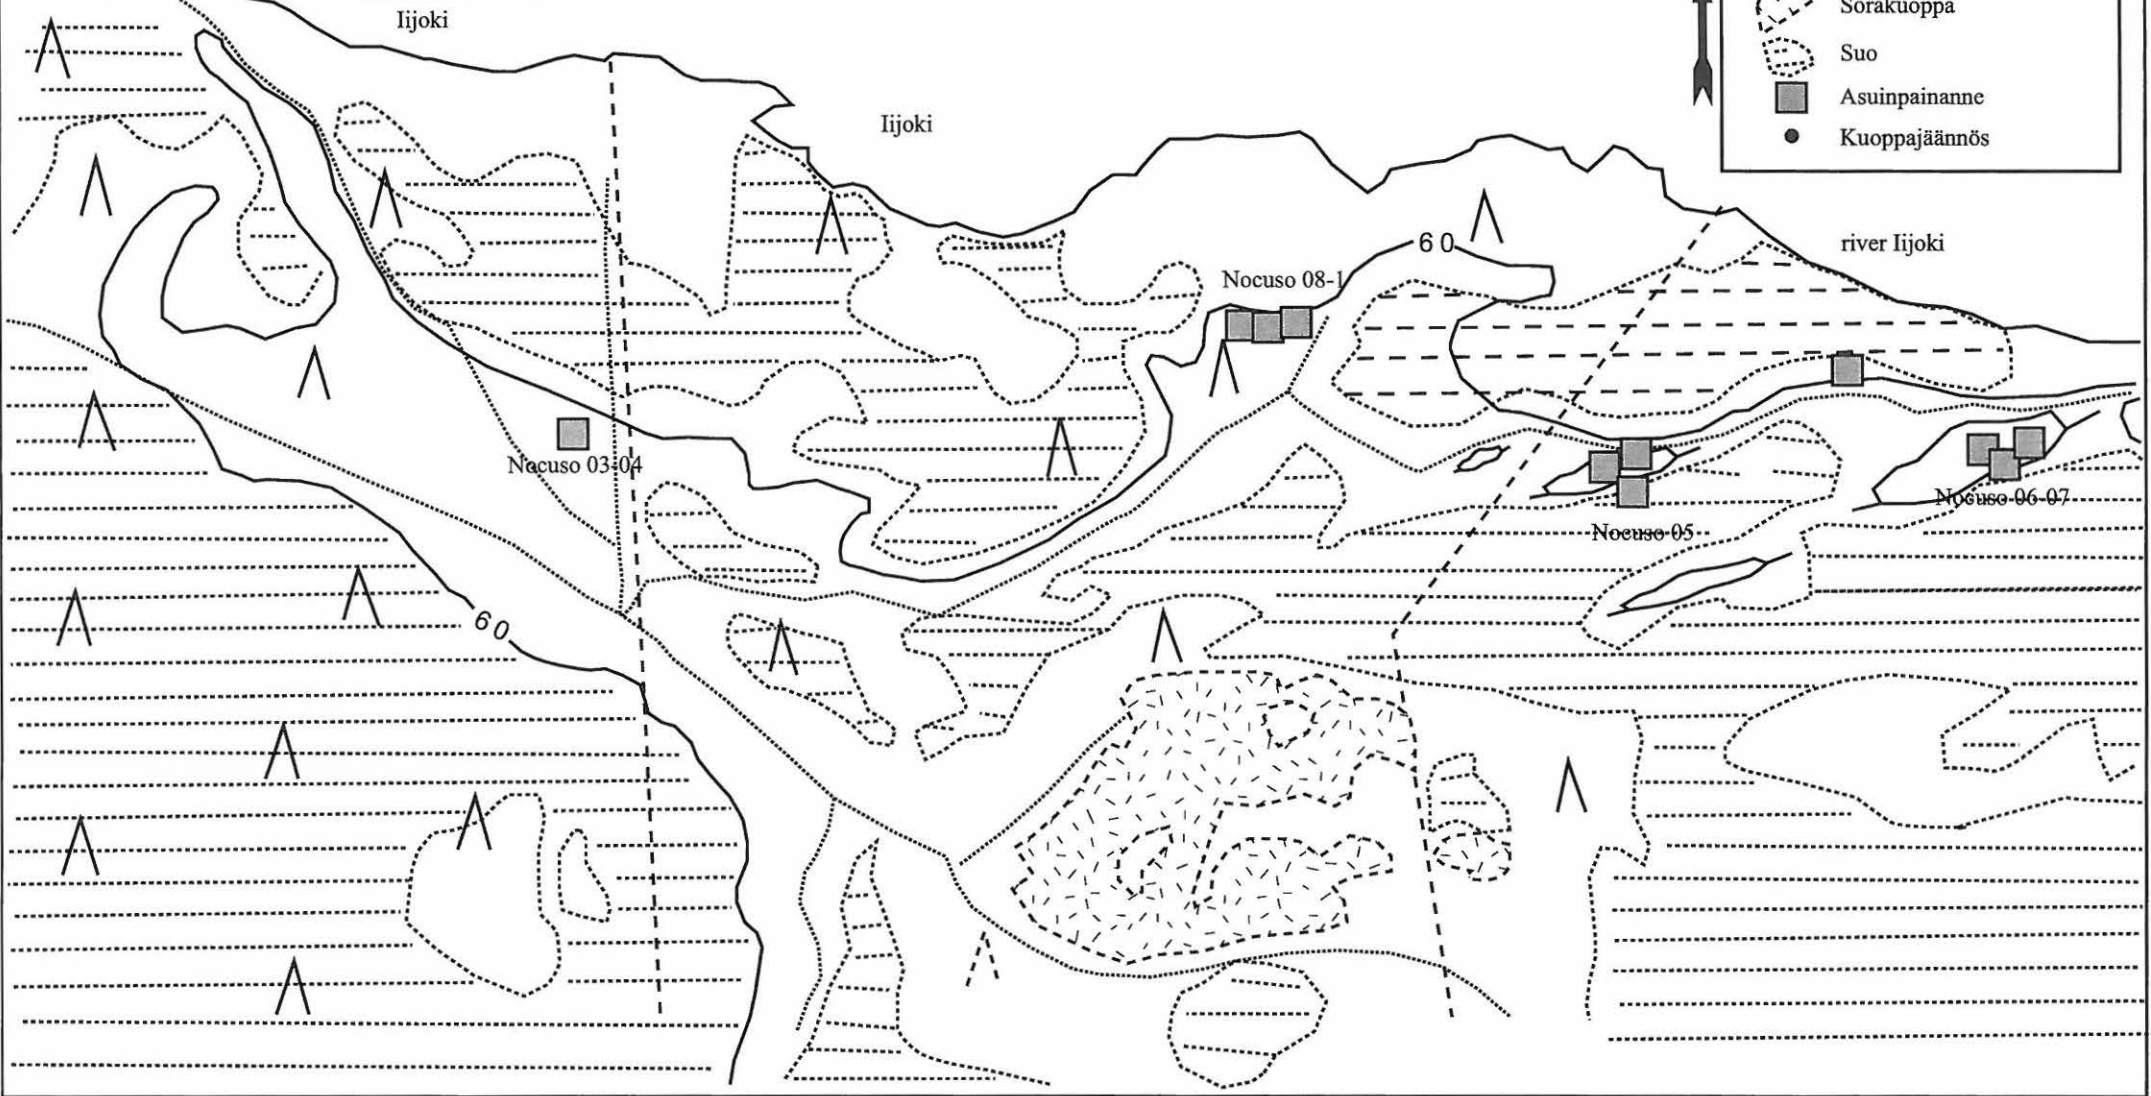 Iijoki
Sorakuoppa
Suo
Asuinpainanne
Kuoppajäännös
Iijoki
river Iijoki
60
Nocuso 08-1
Nocuso 03-04
Nocuso 06-07
Nocuso 05
60